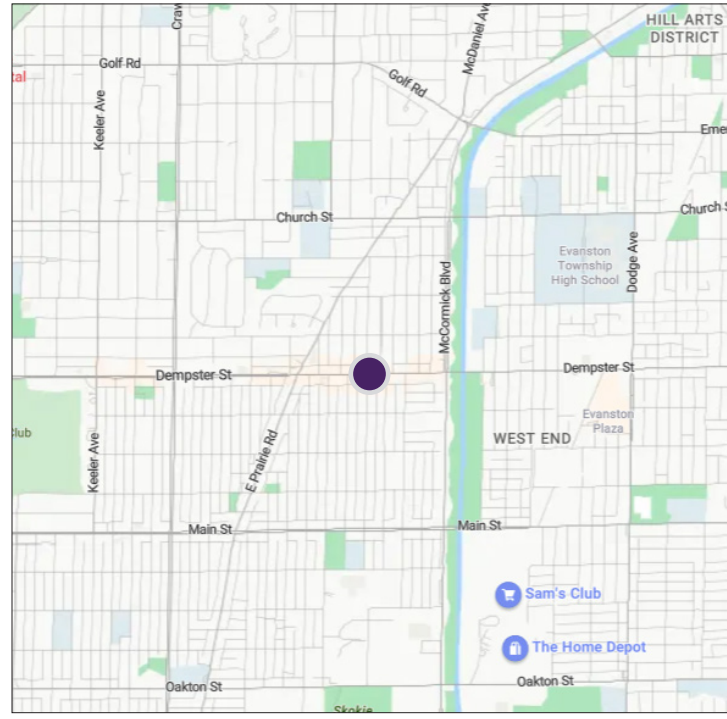 HILL ARTS
DISTRICT
Craw
McDaniel Ave
Golf Rd
Golf Rd
tal
Keeler Ave
Eme
Church St
Church S
Evanston
Township
High School
Dodge Ave
McCormick Blvd
Dempster St
Dempster St
Evanston
Plaza
lub
Keeler Ave
E Prairie Rd
WEST END
Main St
Main St
Sam's Club
The Home Depot
Oakton St
Oakton St
Skokie